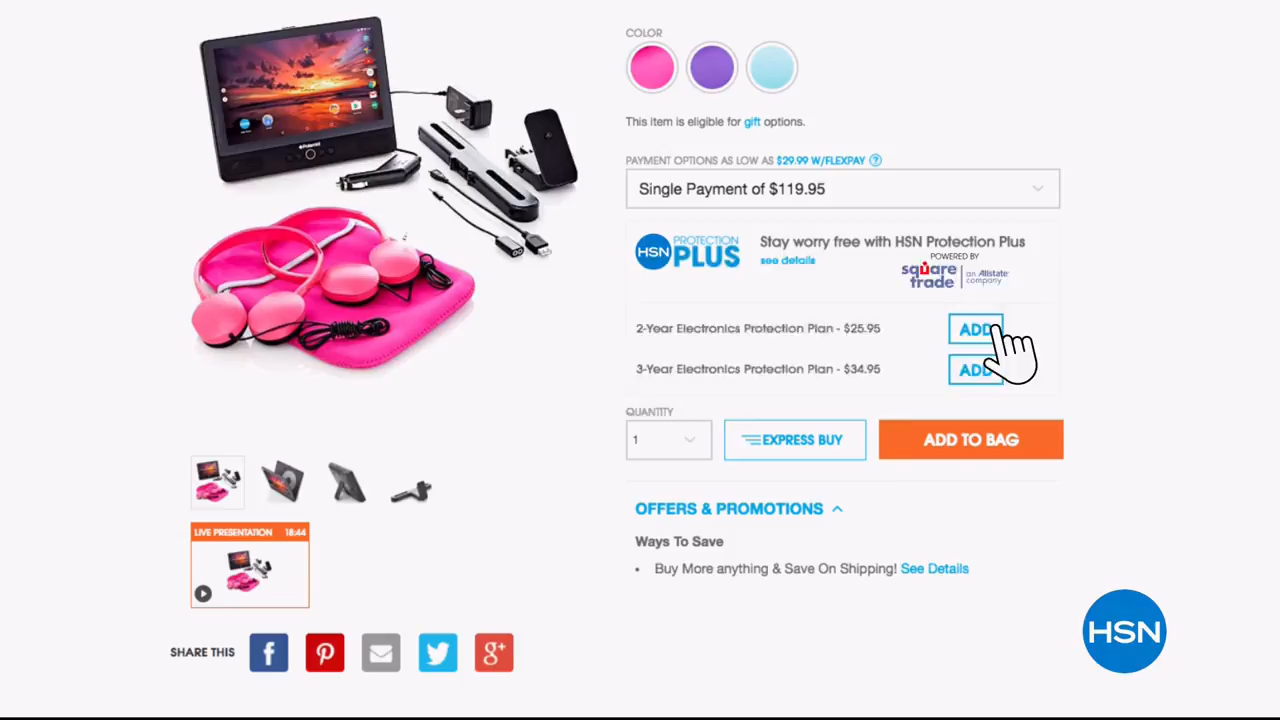 COLOR
This item is eligible for gift options.
PAYMENT OPTIONS AS LOW AS $29.99 W/FLEXPAY ?
Single Payment of $119.95
HSN PROTECTION PLUS
Stay worry free with HSN Protection Plus
see details
POWERED BY
square trade
an Allstate company
2-Year Electronics Protection Plan - $25.95
ADD
3-Year Electronics Protection Plan - $34.95
ADD
QUANTITY
1
EXPRESS BUY
ADD TO BAG
OFFERS & PROMOTIONS
Ways To Save
• Buy More anything & Save On Shipping! See Details
Polaroid
LIVE PRESENTATION 18:44
SHARE THIS
f
g+
HSN